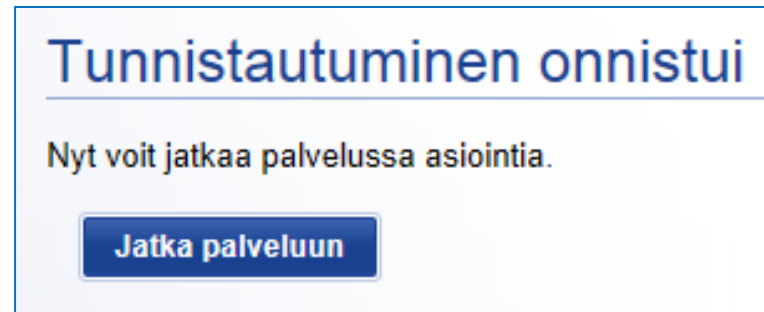 Tunnistautuminen onnistui
Nyt voit jatkaa palvelussa asiointia.
Jatka palveluun